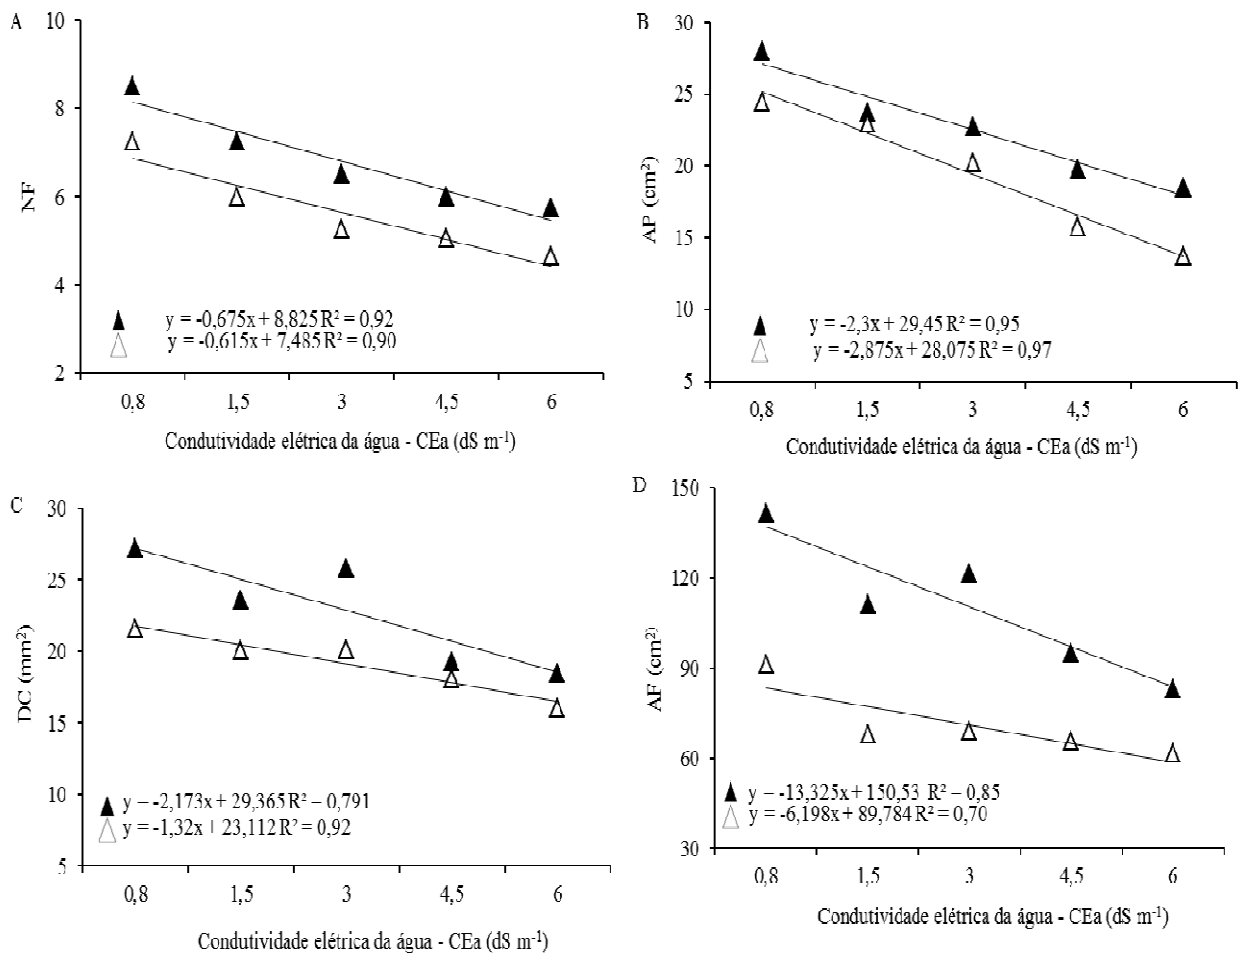 A
10
8
6
4
2
NF
y = -0,675x + 8,825 R² = 0,92
y = -0,615x + 7,485 R² = 0,90
0,8 1,5 3 4,5 6
Condutividade elétrica da água - CEa (dS m⁻¹)
B
30
25
20
15
10
5
AP (cm²)
y = -2,3x + 29,45 R² = 0,95
y = -2,875x + 28,075 R² = 0,97
0,8 1,5 3 4,5 6
Condutividade elétrica da água - CEa (dS m⁻¹)
C
30
25
20
15
10
5
DC (mm²)
y = -2,173x + 29,365 R² = 0,791
y = -1,32x + 23,112 R² = 0,92
0,8 1,5 3 4,5 6
Condutividade elétrica da água - CEa (dS m⁻¹)
D
150
120
90
60
30
AF (cm²)
y = -13,325x + 150,53 R² = 0,85
y = -6,198x + 89,784 R² = 0,70
0,8 1,5 3 4,5 6
Condutividade elétrica da água - CEa (dS m⁻¹)